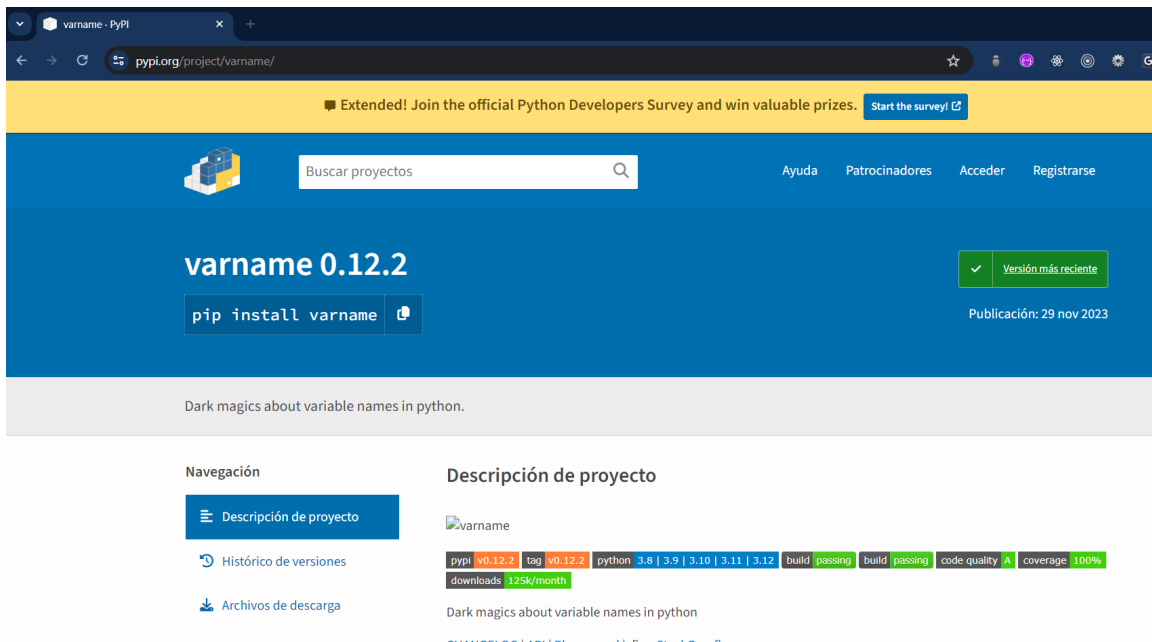 varname · PyPI
pypi.org/project/varname/
Extended! Join the official Python Developers Survey and win valuable prizes. Start the survey!
Buscar proyectos
Ayuda Patrocinadores Acceder Registrarse
varname 0.12.2
Versión más reciente
pip install varname
Publicación: 29 nov 2023
Dark magics about variable names in python.
Navegación
Descripción de proyecto
Descripción de proyecto
varname
Histórico de versiones
pypi v0.12.2 tag v0.12.2 python 3.8 | 3.9 | 3.10 | 3.11 | 3.12 build passing build passing code quality A coverage 100%
downloads 125k/month
Archivos de descarga
Dark magics about variable names in python